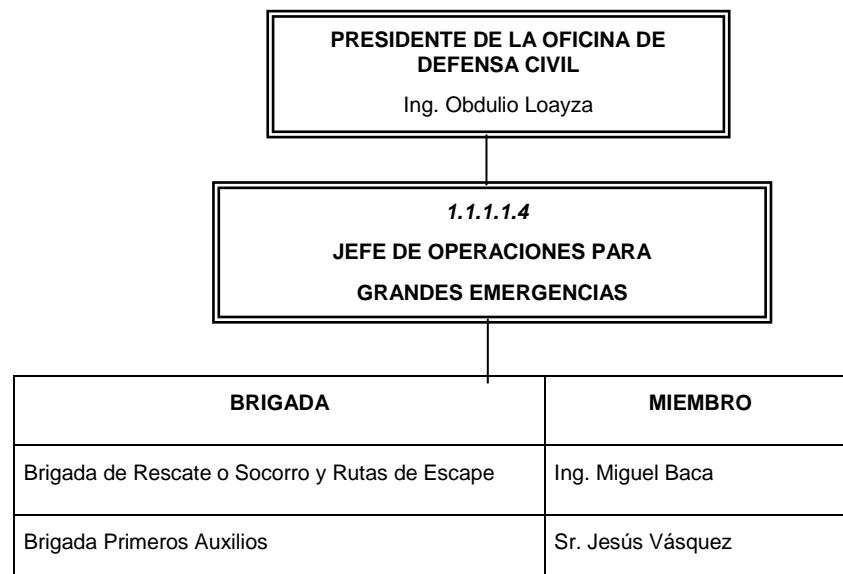 PRESIDENTE DE LA OFICINA DE
DEFENSA CIVIL
Ing. Obdulio Loayza
1.1.1.1.4
JEFE DE OPERACIONES PARA
GRANDES EMERGENCIAS
BRIGADA MIEMBRO
Brigada de Rescate o Socorro y Rutas de Escape Ing. Miguel Baca
Brigada Primeros Auxilios Sr. Jesús Vásquez